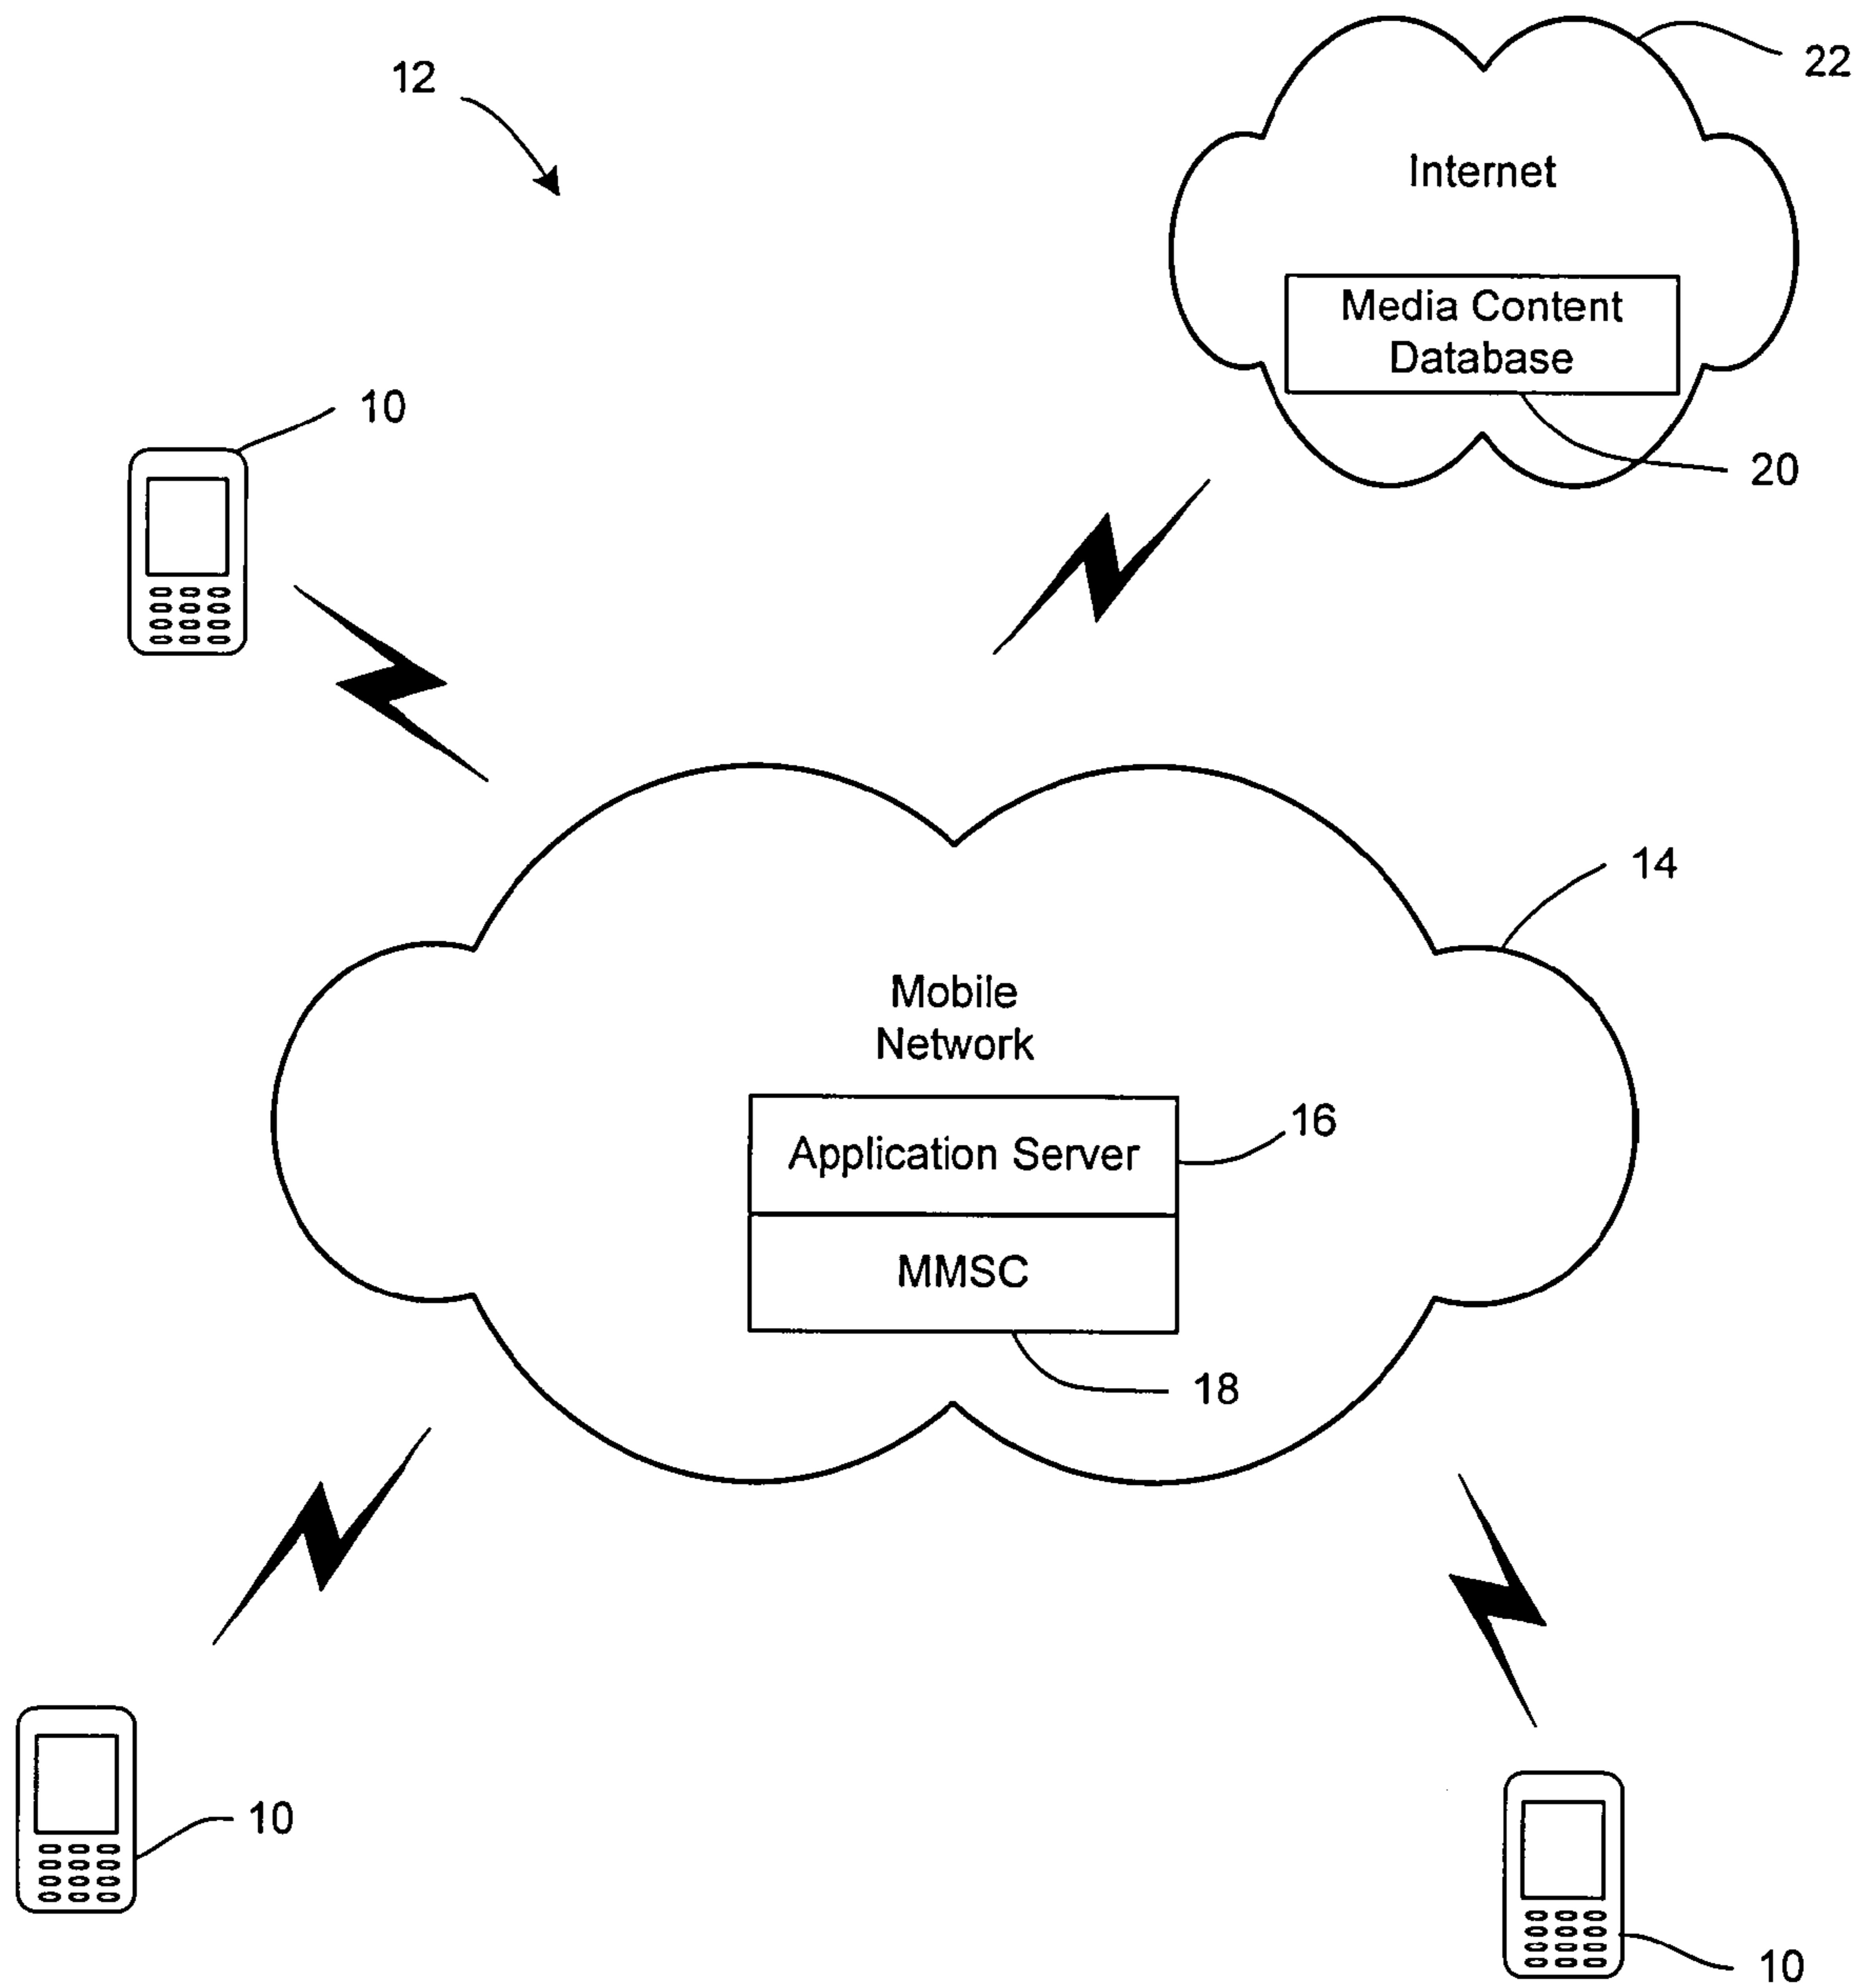 22
12
Internet
Media Content
Database
10
20
14
Mobile
Network
16
Application Server
MMSC
18
10
10